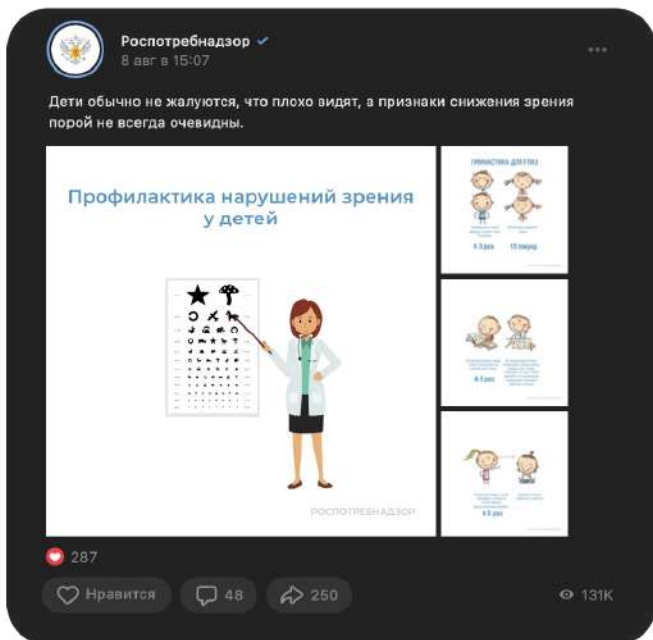 Роспотребнадзор
8 авг в 15:07
Дети обычно не жалуются, что плохо видят, а признаки снижения зрения
порой не всегда очевидны.
Профилактика нарушений зрения
у детей
РОСПОТРЕБНАДЗОР
ГИМНАСТИКА ДЛЯ ГЛАЗ
4-5 раз
10 секунд
4-5 раз
4-5 раз
287
Нравится
48
250
131K